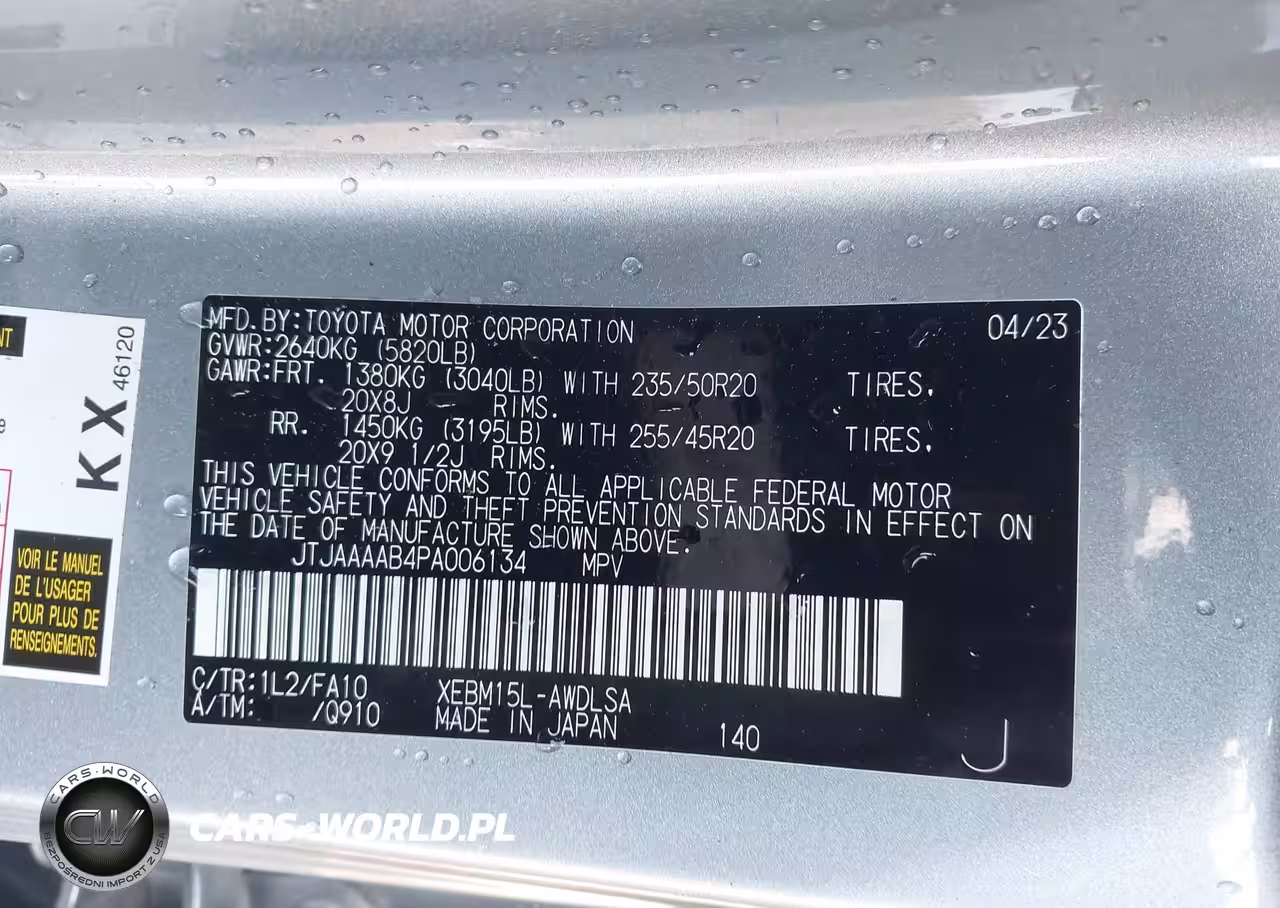 MFD. BY: TOYOTA MOTOR CORPORATION 04/23
GVWR: 2640KG (5820LB)
GAWR: FRT. 1380KG (3040LB) WITH 235/50R20 TIRES,
20X8J RIMS.
RR. 1450KG (3195LB) WITH 255/45R20 TIRES,
20X9 1/2J RIMS.
THIS VEHICLE CONFORMS TO ALL APPLICABLE FEDERAL MOTOR
VEHICLE SAFETY AND THEFT PREVENTION STANDARDS IN EFFECT ON
THE DATE OF MANUFACTURE SHOWN ABOVE.
JTJAAAAB4PA006134 MPV
C/TR: 1L2/FA10 XEBM15L-AWDLSA
A/TM: /Q910 MADE IN JAPAN 140 J
NT
KX 46120
VOIR LE MANUEL
DE L'USAGER
POUR PLUS DE
RENSEIGNEMENTS.
CARS-WORLD
CW
BEZPOŚREDNI IMPORT Z USA
CARS-WORLD.PL